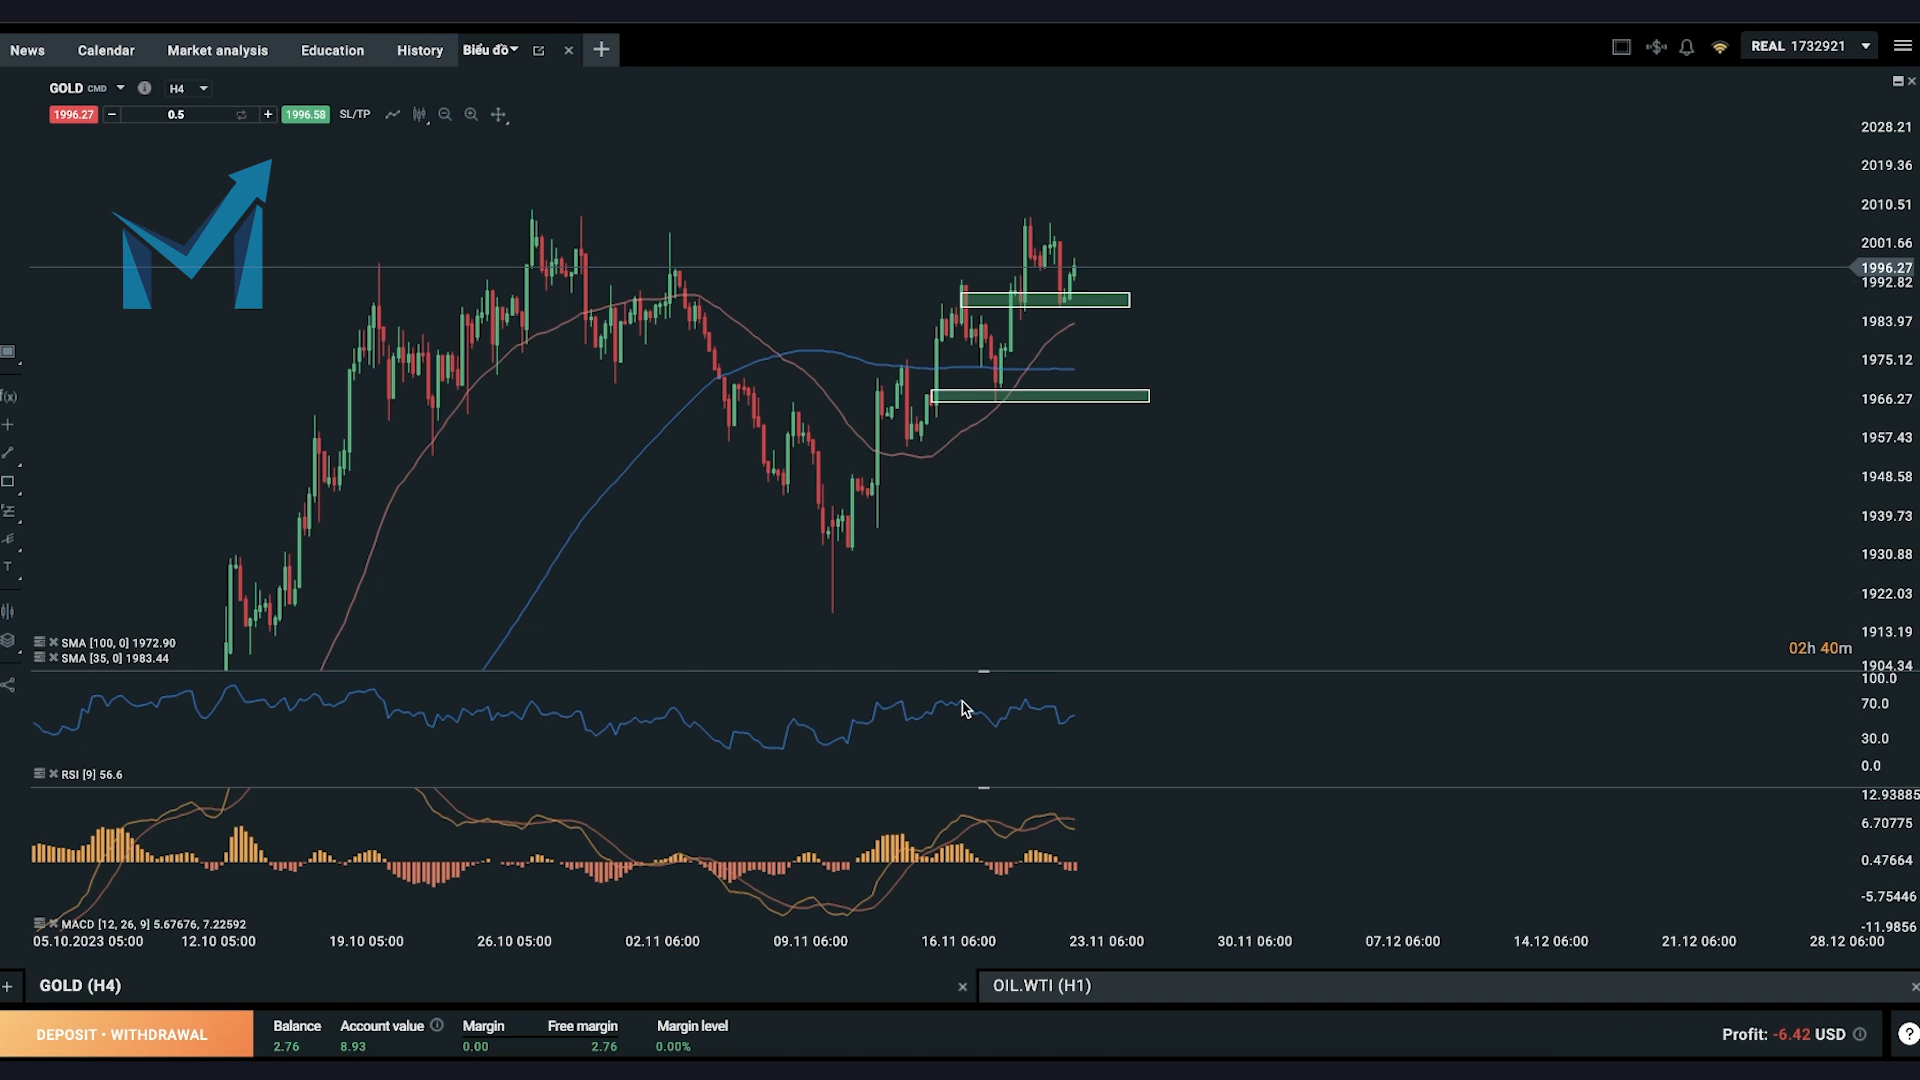 News Calendar Market analysis Education History Biểu đồ
REAL 1732921
GOLD CMD H4
1996.27 0.5 1996.58 SL/TP
2028.21
2019.36
2010.51
2001.66
1996.27
1992.82
1983.97
1975.12
1966.27
1957.43
1948.58
1939.73
1930.88
1922.03
1913.19
1904.34
02h 40m
SMA [100, 0] 1972.90
SMA [35, 0] 1983.44
100.0
70.0
30.0
0.0
RSI [9] 56.6
12.93885
6.70775
0.47664
-5.75446
-11.9856
MACD [12, 26, 9] 5.67676, 7.22592
05.10.2023 05:00 12.10 05:00 19.10 05:00 26.10 05:00 02.11 06:00 09.11 06:00 16.11 06:00 23.11 06:00 30.11 06:00 07.12 06:00 14.12 06:00 21.12 06:00 28.12 06:00
GOLD (H4) OIL.WTI (H1)
DEPOSIT • WITHDRAWAL
Balance Account value Margin Free margin Margin level
2.76 8.93 0.00 2.76 0.00%
Profit: -6.42 USD